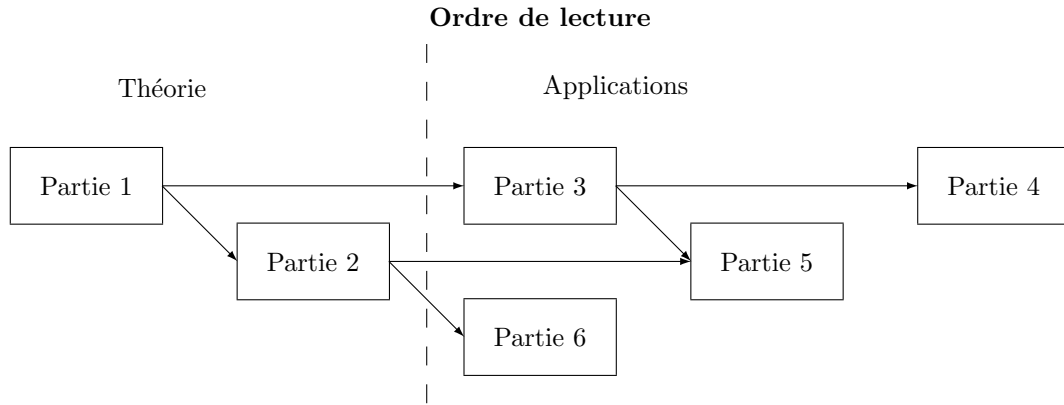 Ordre de lecture
Théorie
Applications
Partie 1
Partie 3
Partie 4
Partie 2
Partie 5
Partie 6